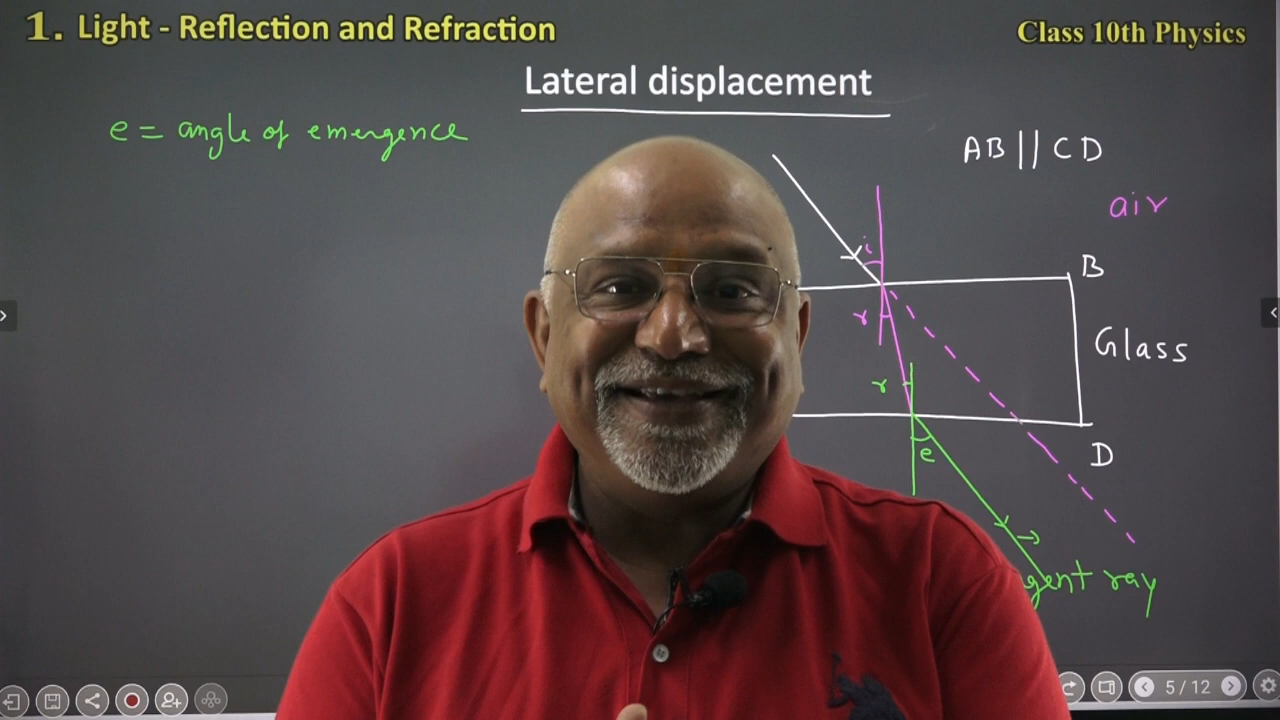 1. Light - Reflection and Refraction
Class 10th Physics
Lateral displacement
e = angle of emergence
AB || CD
air
i
B
r
Glass
r
e
D
gent ray
5 / 12